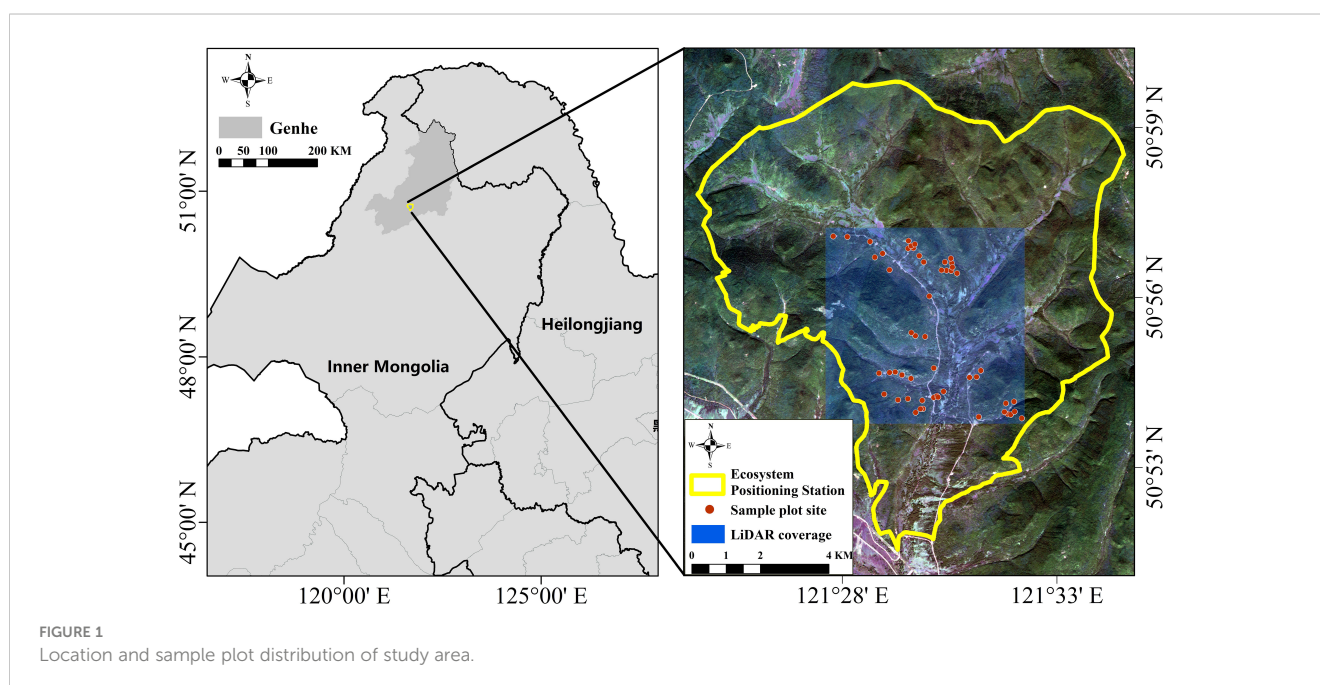 N
W E
S
Genhe
0 50 100 200 KM
51°00' N
48°00' N
45°00' N
Inner Mongolia
Heilongjiang
120°00' E
125°00' E
N
W E
S
Ecosystem
Positioning Station
Sample plot site
LiDAR coverage
0 1 2 4 KM
50°59' N
50°56' N
50°53' N
121°28' E
121°33' E
FIGURE 1
Location and sample plot distribution of study area.